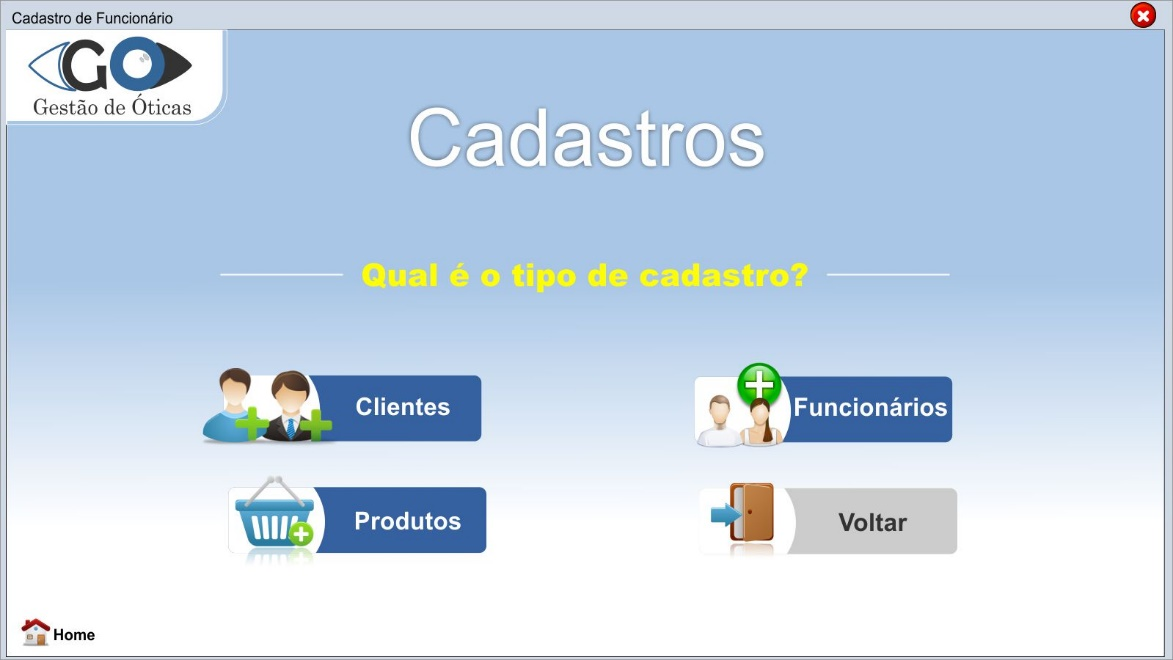 Cadastro de Funcionário
GO
Gestão de Óticas
Cadastros
Qual é o tipo de cadastro?
Clientes
Funcionários
Produtos
Voltar
Home